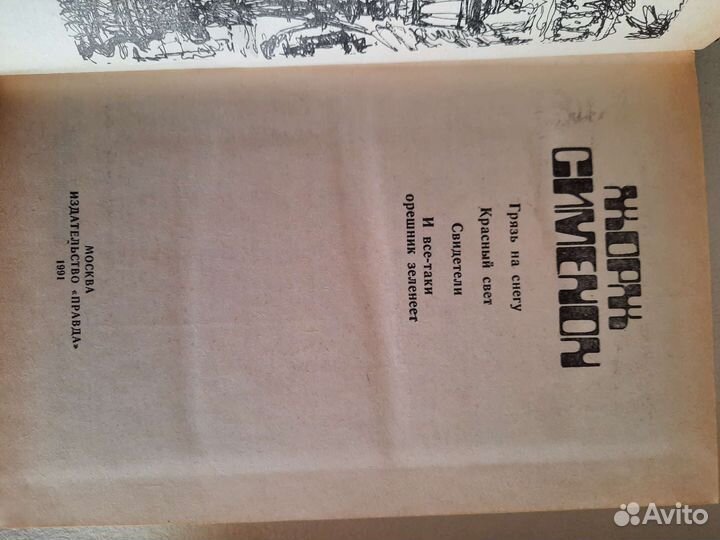 ЖОРЖ
СИМЕНОН
Грязь на снегу
Красный свет
Свидетели
И все-таки
орешник зеленеет
МОСКВА
ИЗДАТЕЛЬСТВО «ПРАВДА»
1991
Avito